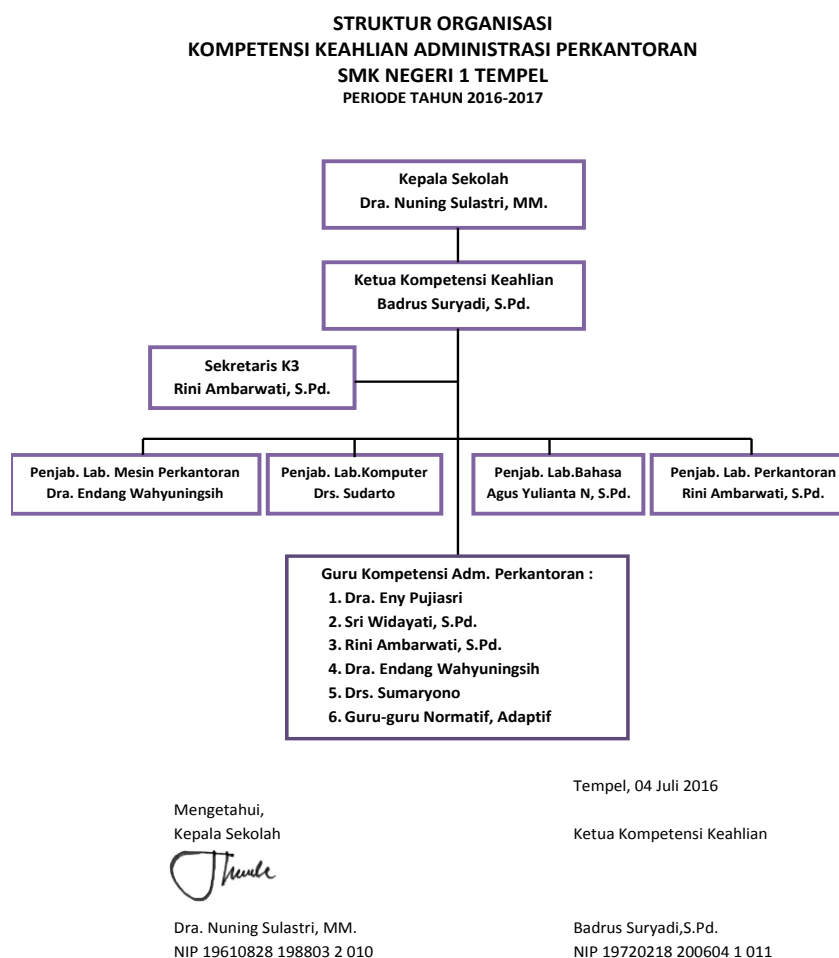 STRUKTUR ORGANISASI
KOMPETENSI KEAHLIAN ADMINISTRASI PERKANTORAN
SMK NEGERI 1 TEMPEL
PERIODE TAHUN 2016-2017
Kepala Sekolah
Dra. Nuning Sulastri, MM.
Ketua Kompetensi Keahlian
Badrus Suryadi, S.Pd.
Sekretaris K3
Rini Ambarwati, S.Pd.
Penjab. Lab. Mesin Perkantoran
Dra. Endang Wahyuningsih
Penjab. Lab.Komputer
Drs. Sudarto
Penjab. Lab.Bahasa
Agus Yulianta N, S.Pd.
Penjab. Lab. Perkantoran
Rini Ambarwati, S.Pd.
Guru Kompetensi Adm. Perkantoran :
1. Dra. Eny Pujiasri
2. Sri Widayati, S.Pd.
3. Rini Ambarwati, S.Pd.
4. Dra. Endang Wahyuningsih
5. Drs. Sumaryono
6. Guru-guru Normatif, Adaptif
Tempel, 04 Juli 2016
Mengetahui,
Kepala Sekolah
Ketua Kompetensi Keahlian
Dra. Nuning Sulastri, MM.
NIP 19610828 198803 2 010
Badrus Suryadi,S.Pd.
NIP 19720218 200604 1 011